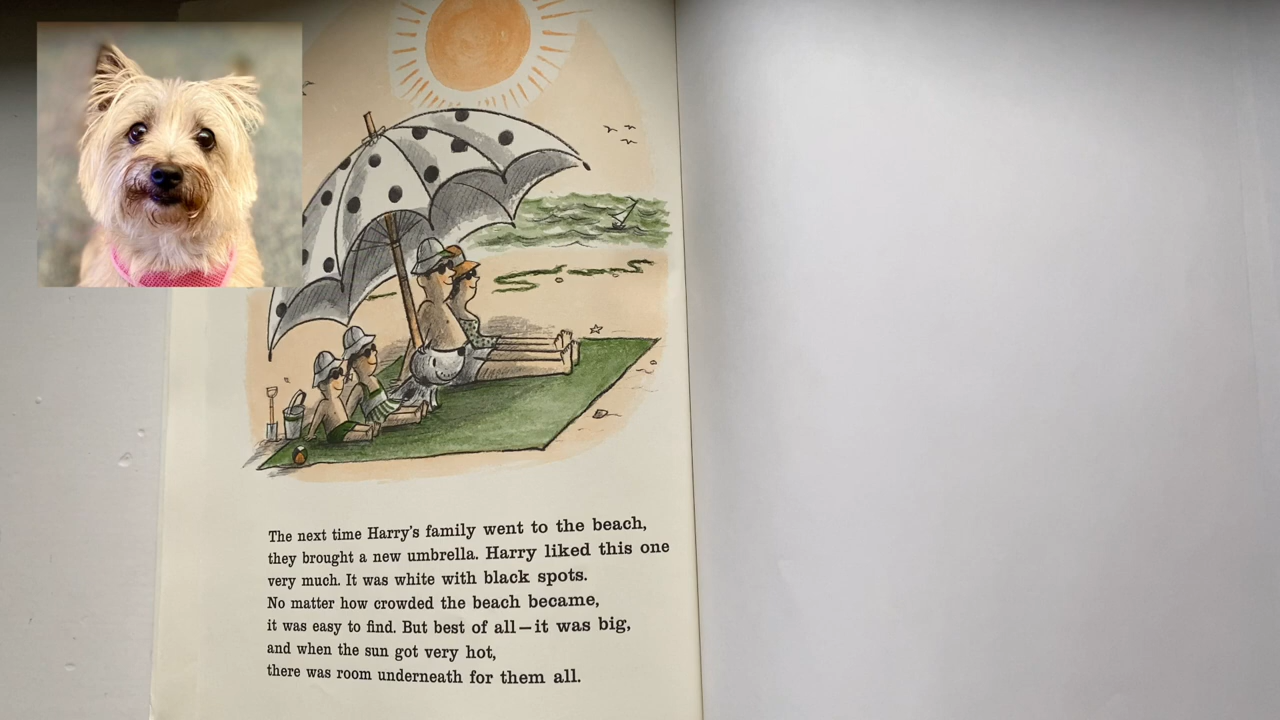 The next time Harry's family went to the beach,
they brought a new umbrella. Harry liked this one
very much. It was white with black spots.
No matter how crowded the beach became,
it was easy to find. But best of all—it was big,
and when the sun got very hot,
there was room underneath for them all.